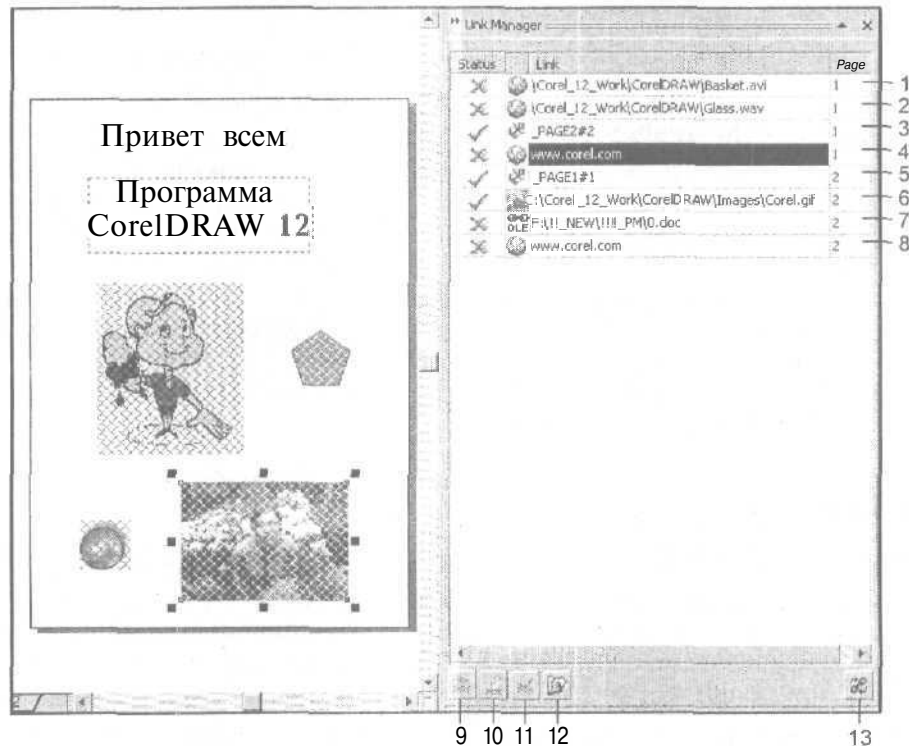 Привет всем
Программа
CorelDRAW 12
Link Manager
Status Link Page
\Corel_12_Work\CorelDRAW\Basket.avi 1 1
\Corel_12_Work\CorelDRAW\Glass.wav 1 2
_PAGE2#2 1 3
www.corel.com 1 4
_PAGE1#1 2 5
C:\Corel_12_Work\CorelDRAW\Images\Corel.gif 2 6
OLE F:\!!_NEW\!!!_PM\0.doc 2 7
www.corel.com 2 8
9 10 11 12 13